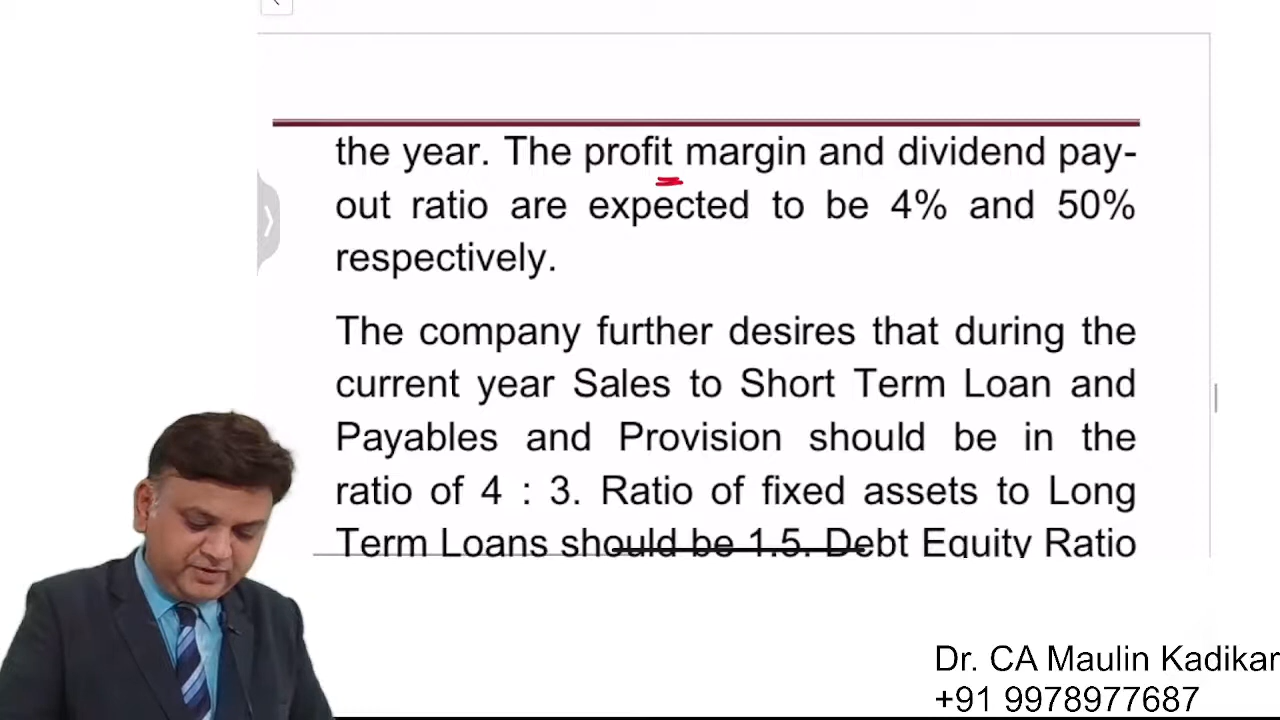 the year. The profit margin and dividend pay-
out ratio are expected to be 4% and 50%
respectively.
The company further desires that during the
current year Sales to Short Term Loan and
Payables and Provision should be in the
ratio of 4 : 3. Ratio of fixed assets to Long
Term Loans should be 1.5. Debt Equity Ratio
Dr. CA Maulin Kadikar
+91 9978977687